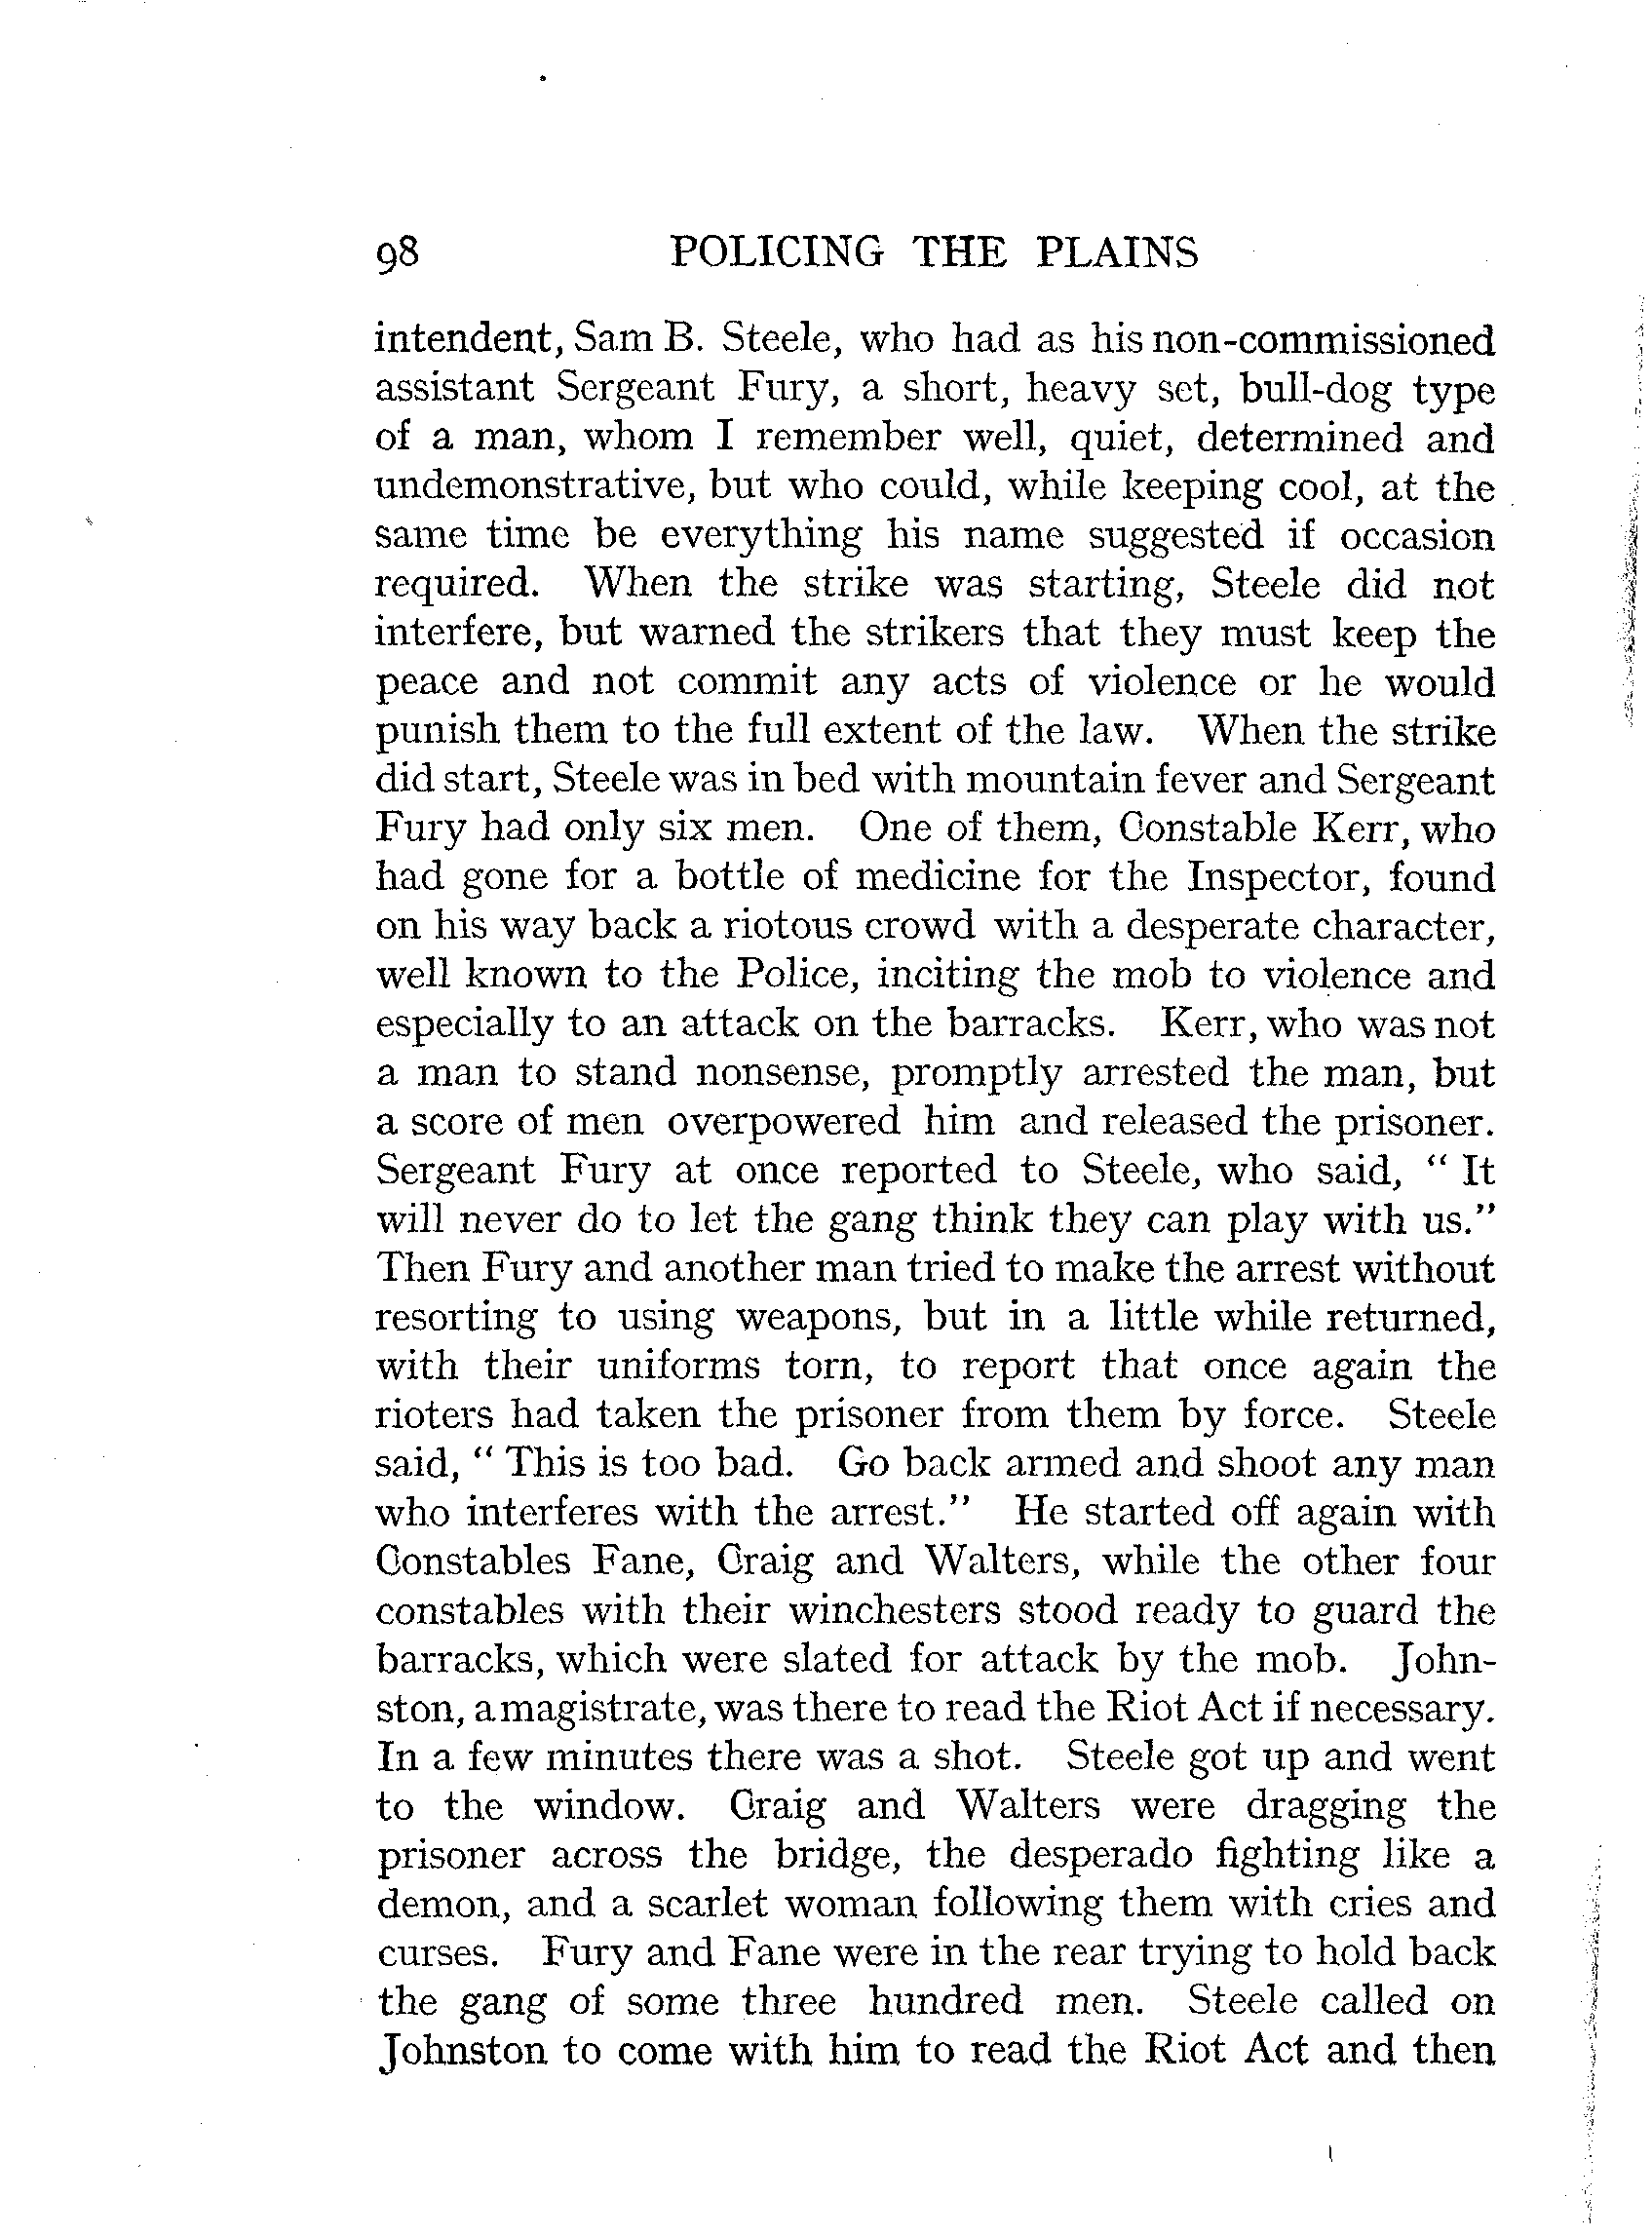 98 POLICING THE PLAINS
intendent, Sam B. Steele, who had as his non-commissioned
assistant Sergeant Fury, a short, heavy set, bull-dog type
of a man, whom I remember well, quiet, determined and
undemonstrative, but who could, while keeping cool, at the
same time be everything his name suggested if occasion
required. When the strike was starting, Steele did not
interfere, but warned the strikers that they must keep the
peace and not commit any acts of violence or he would
punish them to the full extent of the law. When the strike
did start, Steele was in bed with mountain fever and Sergeant
Fury had only six men. One of them, Constable Kerr, who
had gone for a bottle of medicine for the Inspector, found
on his way back a riotous crowd with a desperate character,
well known to the Police, inciting the mob to violence and
especially to an attack on the barracks. Kerr, who was not
a man to stand nonsense, promptly arrested the man, but
a score of men overpowered him and released the prisoner.
Sergeant Fury at once reported to Steele, who said, " It
will never do to let the gang think they can play with us."
Then Fury and another man tried to make the arrest without
resorting to using weapons, but in a little while returned,
with their uniforms torn, to report that once again the
rioters had taken the prisoner from them by force. Steele
said, " This is too bad. Go back armed and shoot any man
who interferes with the arrest." He started off again with
Constables Fane, Craig and Walters, while the other four
constables with their winchesters stood ready to guard the
barracks, which were slated for attack by the mob. John-
ston, a magistrate, was there to read the Riot Act if necessary.
In a few minutes there was a shot. Steele got up and went
to the window. Craig and Walters were dragging the
prisoner across the bridge, the desperado fighting like a
demon, and a scarlet woman following them with cries and
curses. Fury and Fane were in the rear trying to hold back
the gang of some three hundred men. Steele called on
Johnston to come with him to read the Riot Act and then